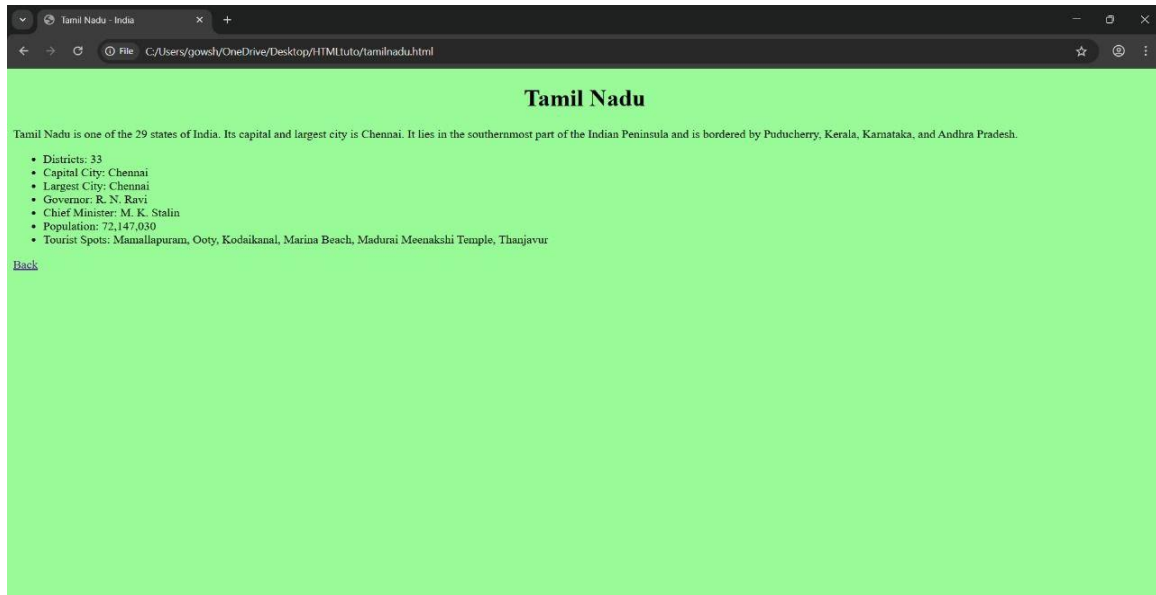 Tamil Nadu - India
File C:/Users/gowsh/OneDrive/Desktop/HTMLtuto/tamilnadu.html
Tamil Nadu
Tamil Nadu is one of the 29 states of India. Its capital and largest city is Chennai. It lies in the southernmost part of the Indian Peninsula and is bordered by Puducherry, Kerala, Karnataka, and Andhra Pradesh.
• Districts: 33
• Capital City: Chennai
• Largest City: Chennai
• Governor: R. N. Ravi
• Chief Minister: M. K. Stalin
• Population: 72,147,030
• Tourist Spots: Mamallapuram, Ooty, Kodaikanal, Marina Beach, Madurai Meenakshi Temple, Thanjavur
Back